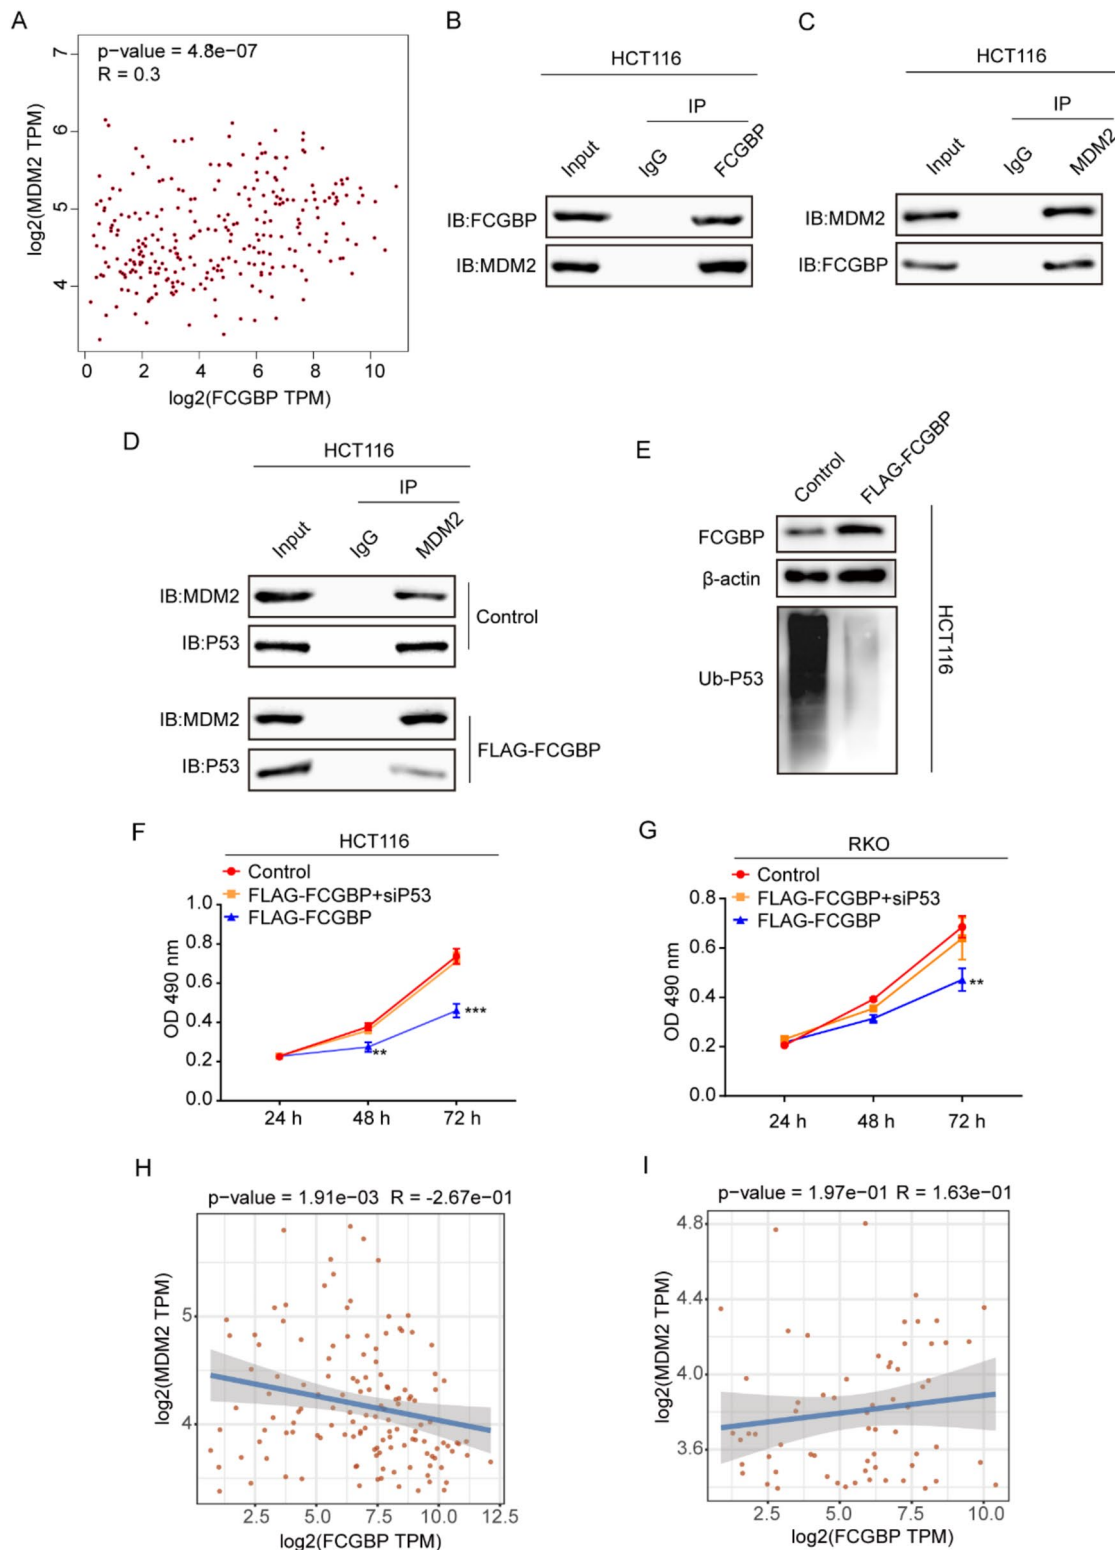 A
p-value = 4.8e-07
R = 0.3
7
6
5
4
log2(MDM2 TPM)
0 2 4 6 8 10
log2(FCGBP TPM)
B
HCT116
IP
Input IgG FCGBP
IB:FCGBP
IB:MDM2
C
HCT116
IP
Input IgG MDM2
IB:MDM2
IB:FCGBP
D
HCT116
IP
Input IgG MDM2
IB:MDM2
IB:P53
Control
IB:MDM2
IB:P53
FLAG-FCGBP
E
Control FLAG-FCGBP
FCGBP
β-actin
Ub-P53
HCT116
F
HCT116
Control
FLAG-FCGBP+siP53
FLAG-FCGBP
1.0
0.8
0.6
0.4
0.2
0.0
OD 490 nm
***
**
24 h 48 h 72 h
G
RKO
Control
FLAG-FCGBP+siP53
FLAG-FCGBP
0.8
0.6
0.4
0.2
0.0
OD 490 nm
**
24 h 48 h 72 h
H
p-value = 1.91e-03 R = -2.67e-01
5
4
log2(MDM2 TPM)
2.5 5.0 7.5 10.0 12.5
log2(FCGBP TPM)
I
p-value = 1.97e-01 R = 1.63e-01
4.8
4.4
4.0
3.6
log2(MDM2 TPM)
2.5 5.0 7.5 10.0
log2(FCGBP TPM)